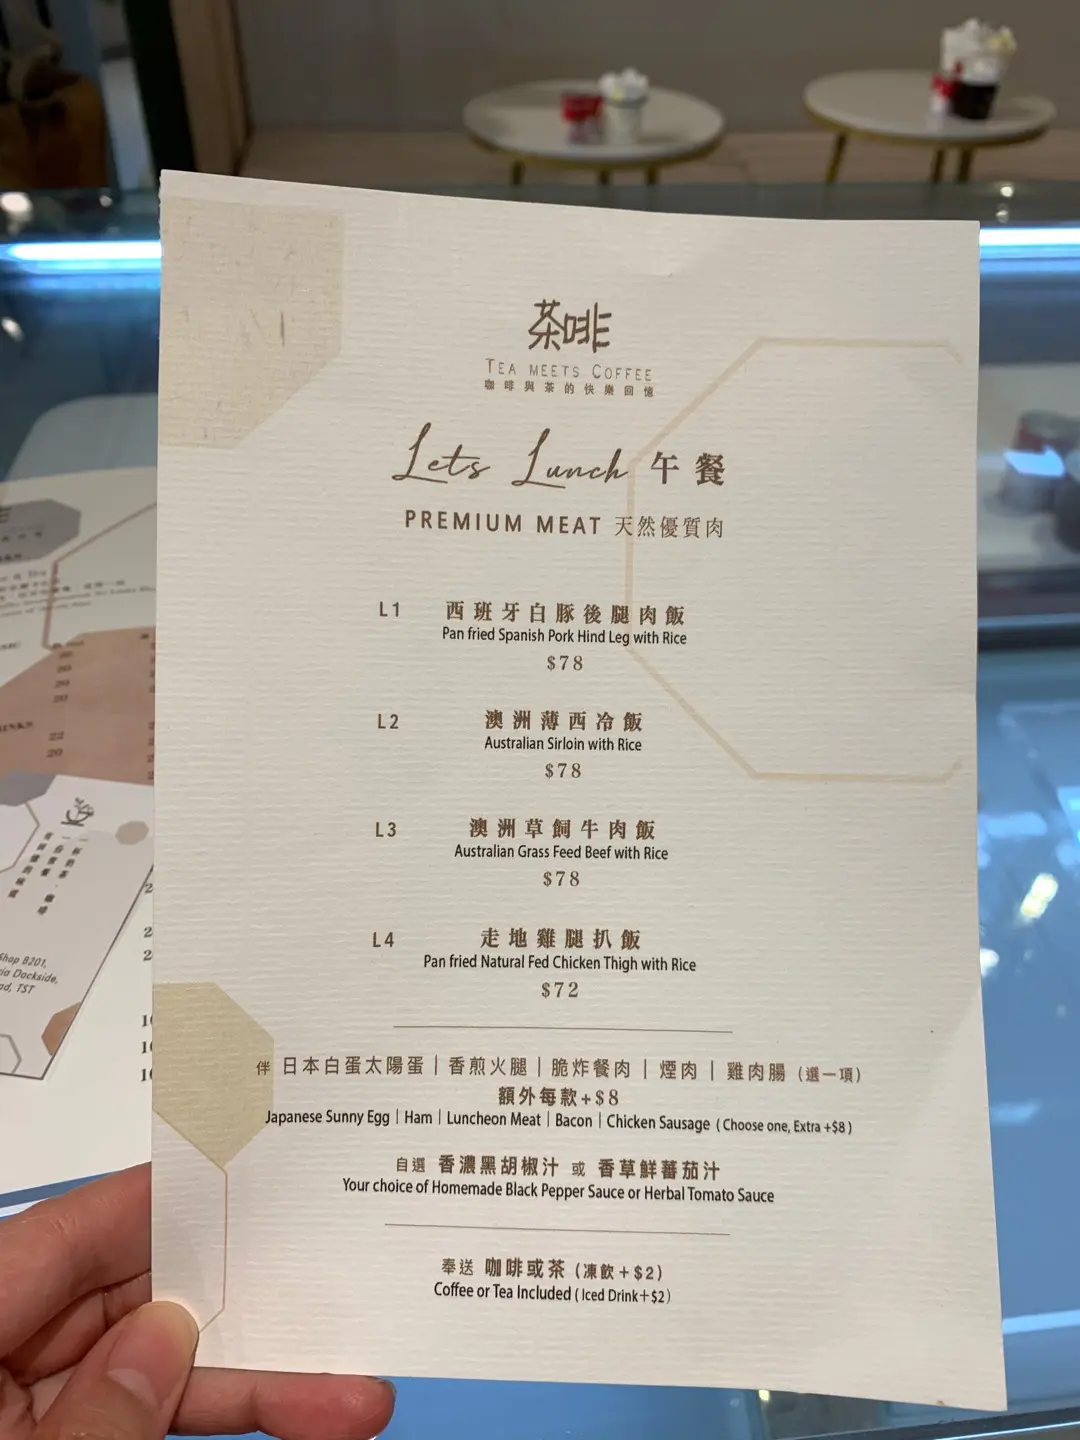 茶啡
TEA MEETS COFFEE
咖啡與茶的快樂回憶
Lets Lunch 午餐
PREMIUM MEAT 天然優質肉
L1 西班牙白豚後腿肉飯
Pan fried Spanish Pork Hind Leg with Rice
$78
L2 澳洲薄西冷飯
Australian Sirloin with Rice
$78
L3 澳洲草飼牛肉飯
Australian Grass Feed Beef with Rice
$78
L4 走地雞腿扒飯
Pan fried Natural Fed Chicken Thigh with Rice
$72
伴 日本白蛋太陽蛋 | 香煎火腿 | 脆炸餐肉 | 煙肉 | 雞肉腸 (選一項)
額外每款+$8
Japanese Sunny Egg | Ham | Luncheon Meat | Bacon | Chicken Sausage ( Choose one, Extra +$8 )
自選 香濃黑胡椒汁 或 香草鮮蕃茄汁
Your choice of Homemade Black Pepper Sauce or Herbal Tomato Sauce
奉送 咖啡或茶 (凍飲+$2)
Coffee or Tea Included ( Iced Drink+$2 )
Shop B201,
Dockside,
TST